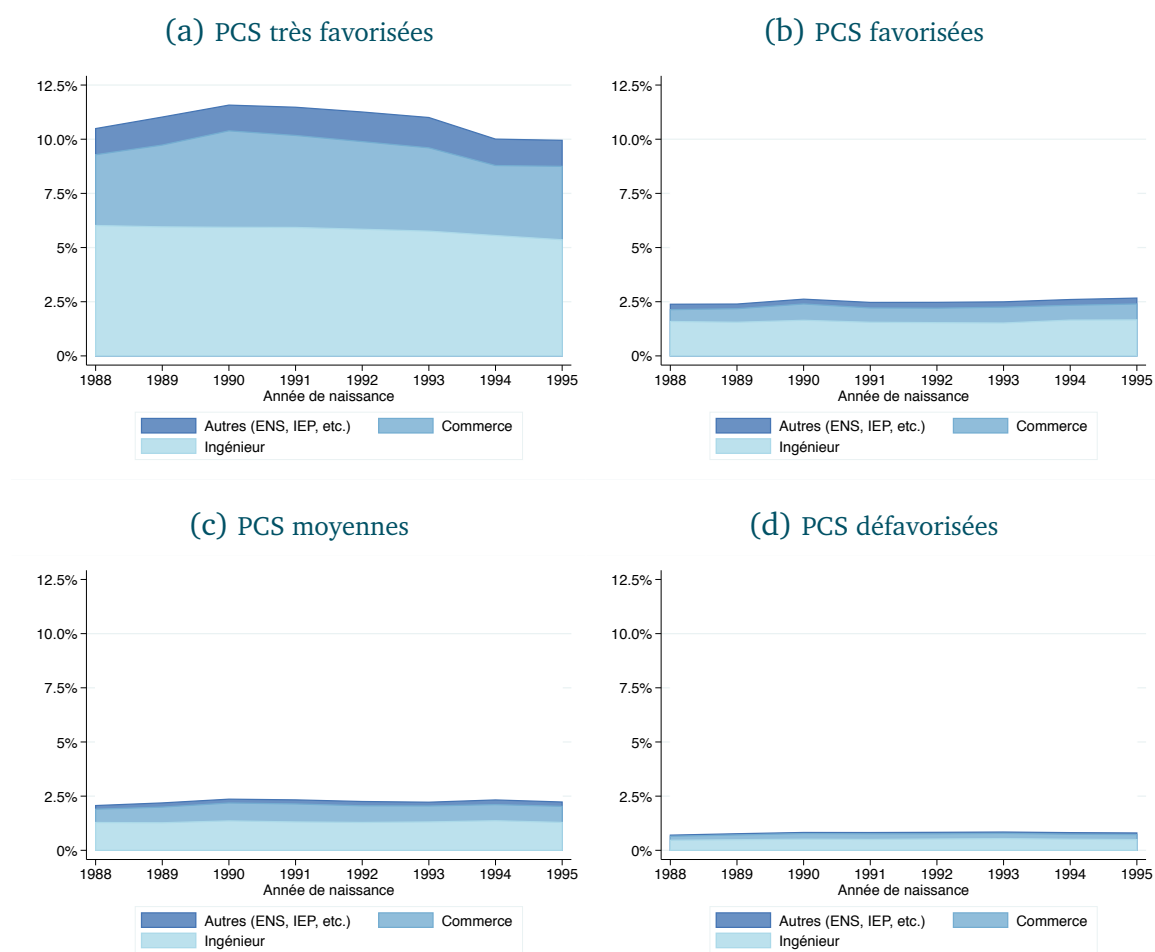 (a) PCS très favorisées
12.5%
10.0%
7.5%
5%
2.5%
0%
1988 1989 1990 1991 1992 1993 1994 1995
Année de naissance
Autres (ENS, IEP, etc.) Commerce
Ingénieur
(b) PCS favorisées
12.5%
10.0%
7.5%
5%
2.5%
0%
1988 1989 1990 1991 1992 1993 1994 1995
Année de naissance
Autres (ENS, IEP, etc.) Commerce
Ingénieur
(c) PCS moyennes
12.5%
10.0%
7.5%
5%
2.5%
0%
1988 1989 1990 1991 1992 1993 1994 1995
Année de naissance
Autres (ENS, IEP, etc.) Commerce
Ingénieur
(d) PCS défavorisées
12.5%
10.0%
7.5%
5%
2.5%
0%
1988 1989 1990 1991 1992 1993 1994 1995
Année de naissance
Autres (ENS, IEP, etc.) Commerce
Ingénieur